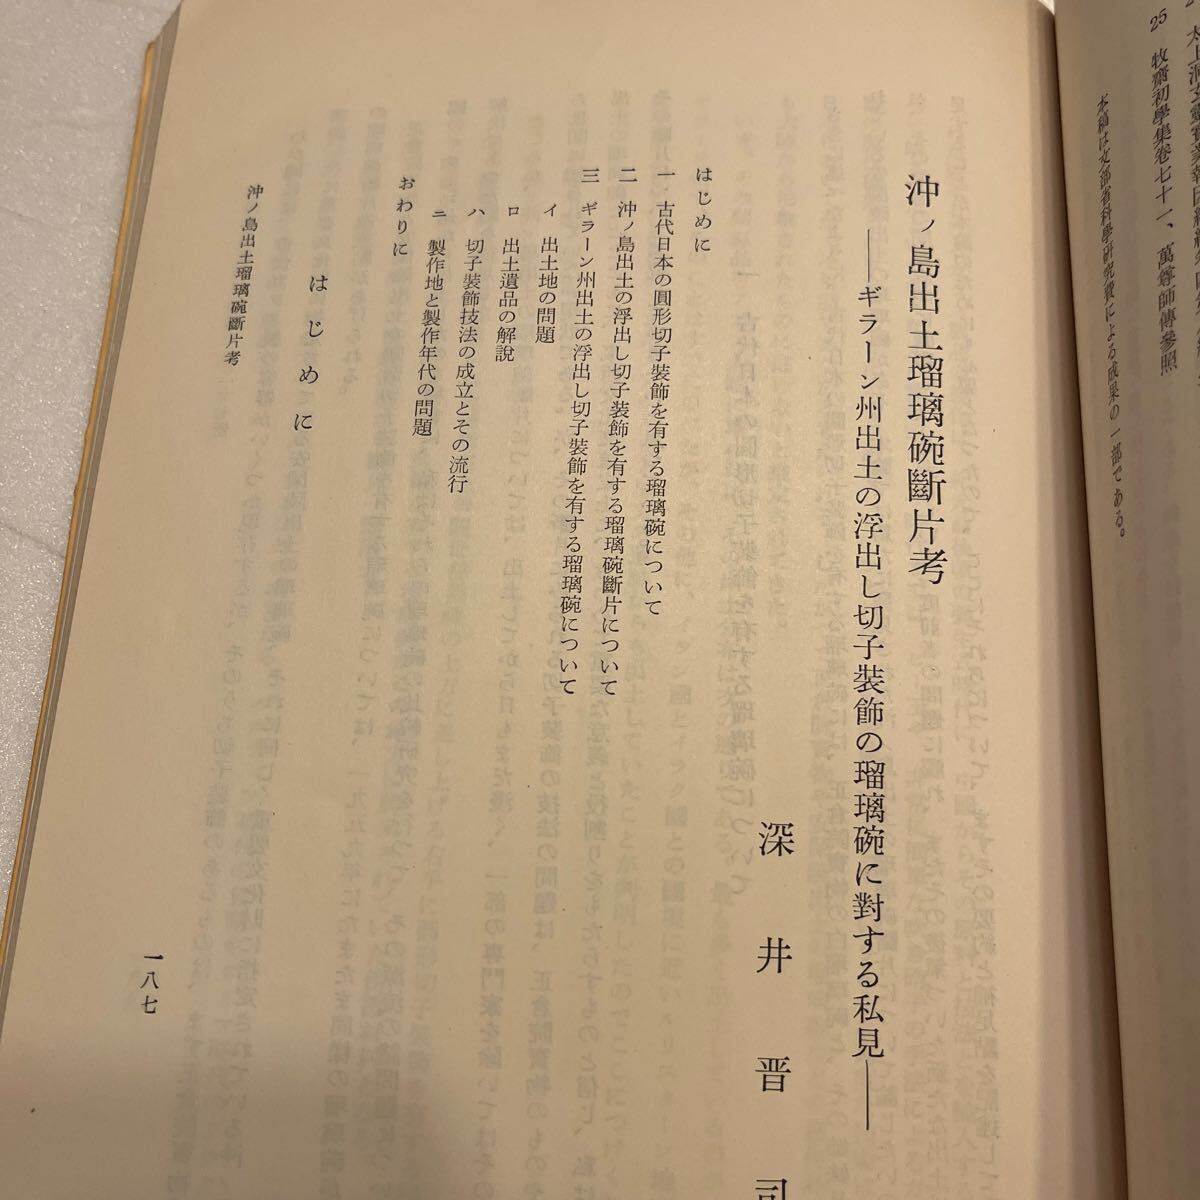 25 牧齋初學集卷七十一、萬尊師傳參照
本稿は文部省科學研究費による成果の一部である。
沖ノ島出土瑠璃碗斷片考
——ギラーン州出土の浮出し切子裝飾の瑠璃碗に對する私見——
深井晋司
はじめに
一 古代日本の圓形切子裝飾を有する瑠璃碗について
二 沖ノ島出土の浮出し切子裝飾を有する瑠璃碗斷片について
三 ギラーン州出土の浮出し切子裝飾を有する瑠璃碗について
イ 出土地の問題
ロ 出土遺品の解說
ハ 切子裝飾技法の成立とその流行
ニ 製作地と製作年代の問題
おわりに
はじめに
沖ノ島出土瑠璃碗斷片考
一八七